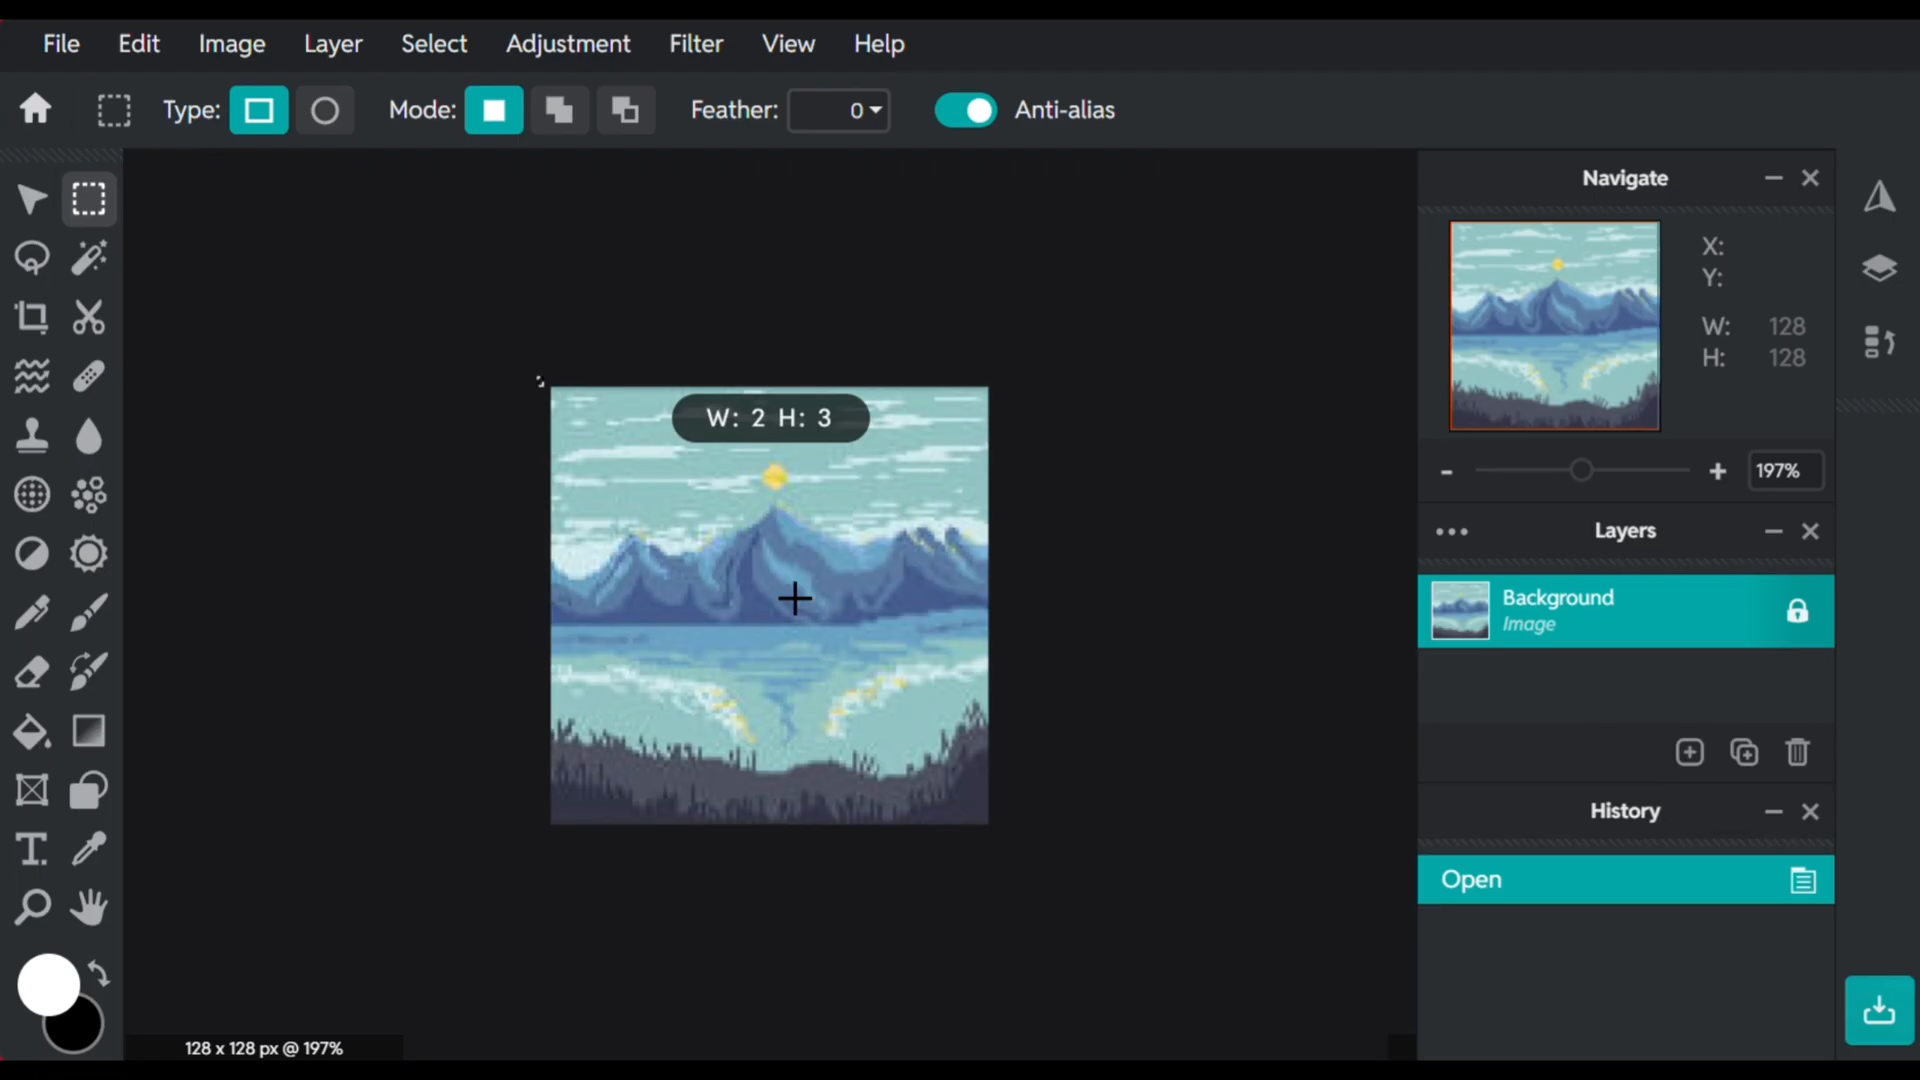 File Edit Image Layer Select Adjustment Filter View Help
Type: Mode: Feather: 0 Anti-alias
Navigate
X:
Y:
W: 128
H: 128
W: 2 H: 3
197%
Layers
Background
Image
History
Open
T.
128 x 128 px @ 197%